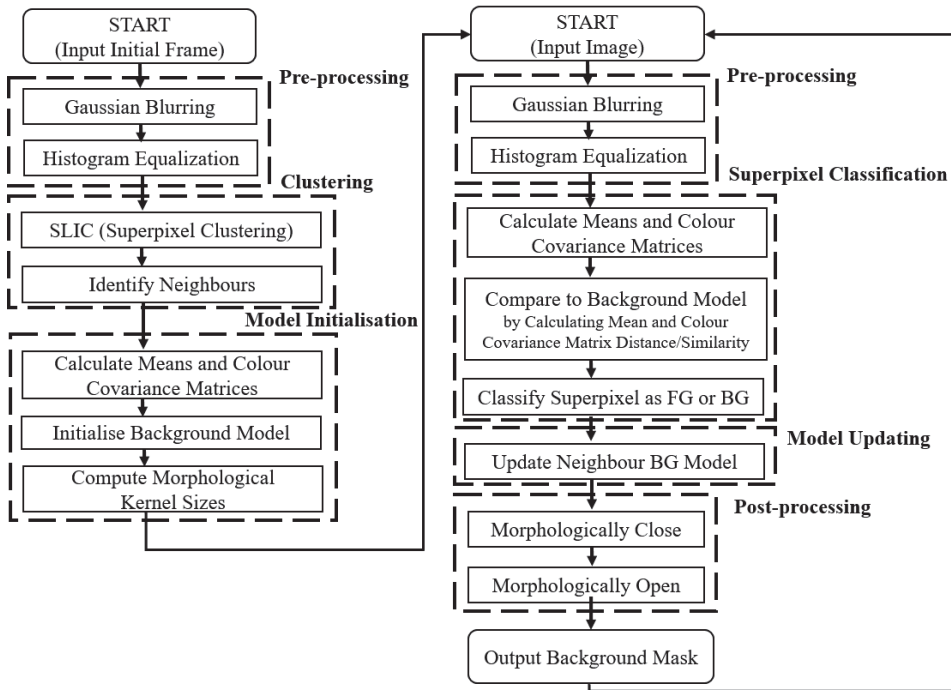 START
(Input Initial Frame)
Pre-processing
Gaussian Blurring
Histogram Equalization
Clustering
SLIC (Superpixel Clustering)
Identify Neighbours
Model Initialisation
Calculate Means and Colour
Covariance Matrices
Initialise Background Model
Compute Morphological
Kernel Sizes
START
(Input Image)
Pre-processing
Gaussian Blurring
Histogram Equalization
Superpixel Classification
Calculate Means and Colour
Covariance Matrices
Compare to Background Model
by Calculating Mean and Colour
Covariance Matrix Distance/Similarity
Classify Superpixel as FG or BG
Model Updating
Update Neighbour BG Model
Post-processing
Morphologically Close
Morphologically Open
Output Background Mask